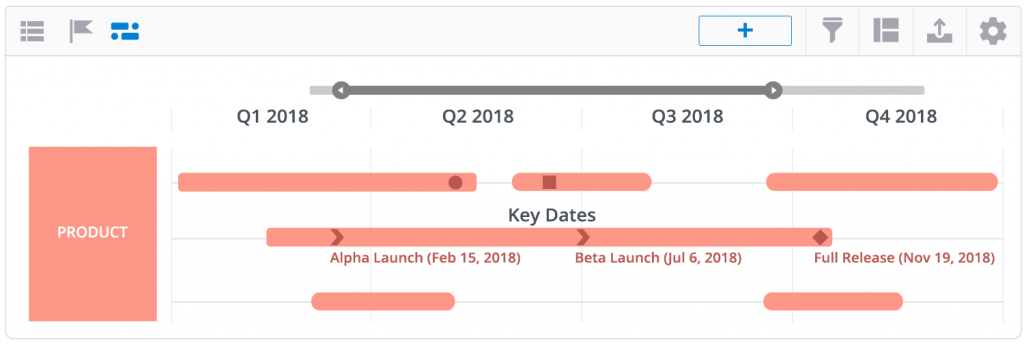 Q1 2018 Q2 2018 Q3 2018 Q4 2018
PRODUCT
Key Dates
Alpha Launch (Feb 15, 2018) Beta Launch (Jul 6, 2018) Full Release (Nov 19, 2018)